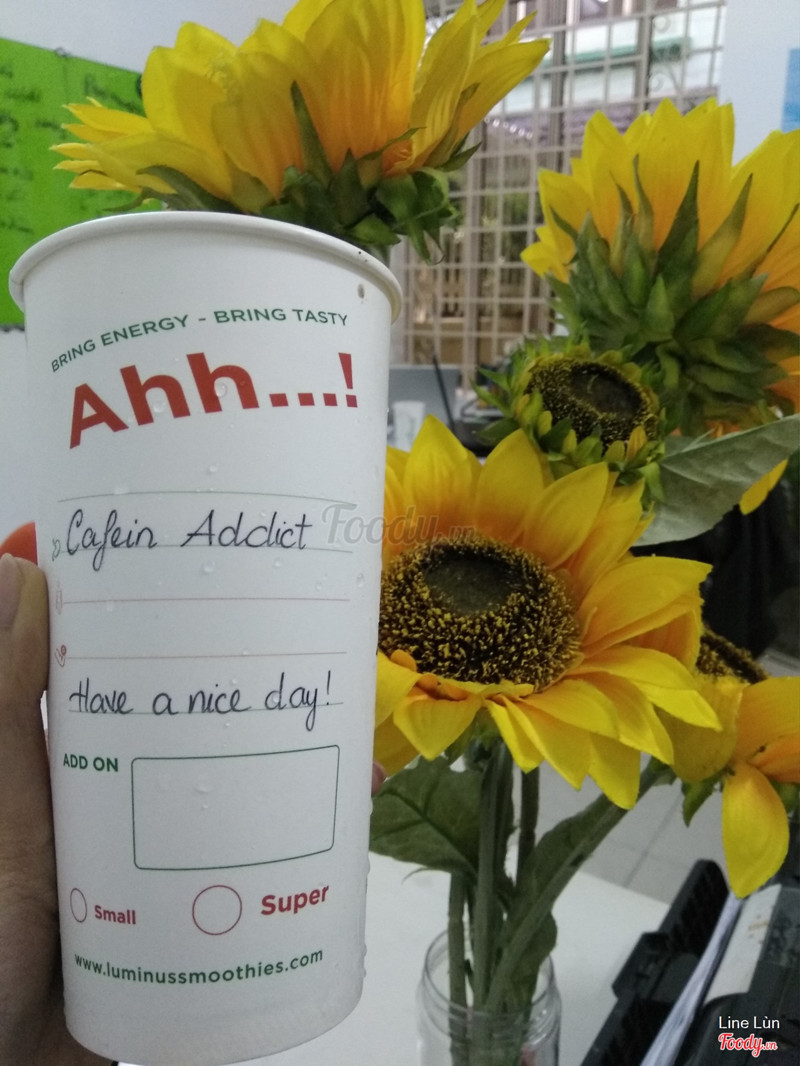 BRING ENERGY - BRING TASTY
Ahh...!
Cafein Addict
Foody.vn
Have a nice day!
ADD ON
Small
Super
www.luminussmoothies.com
Line Lùn
Foody.vn